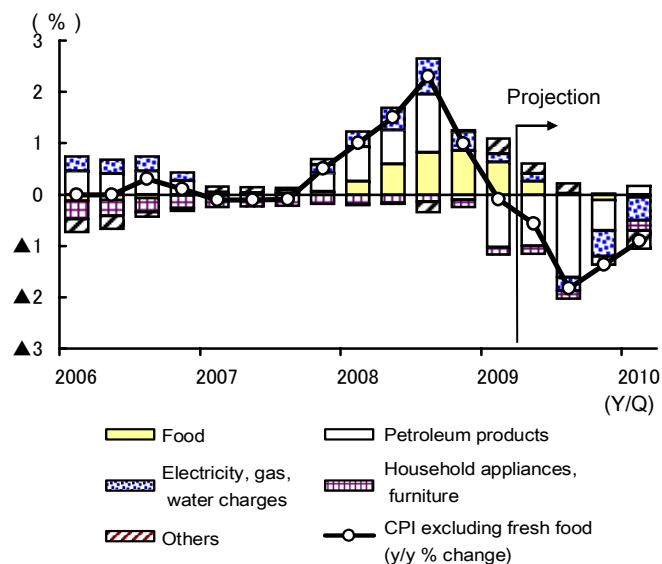 ( % )
3
2
Projection
1
0
▲1
▲2
▲3
2006 2007 2008 2009 2010
(Y/Q)
Food
Petroleum products
Electricity, gas,
water charges
Household appliances,
furniture
Others
CPI excluding fresh food
(y/y % change)